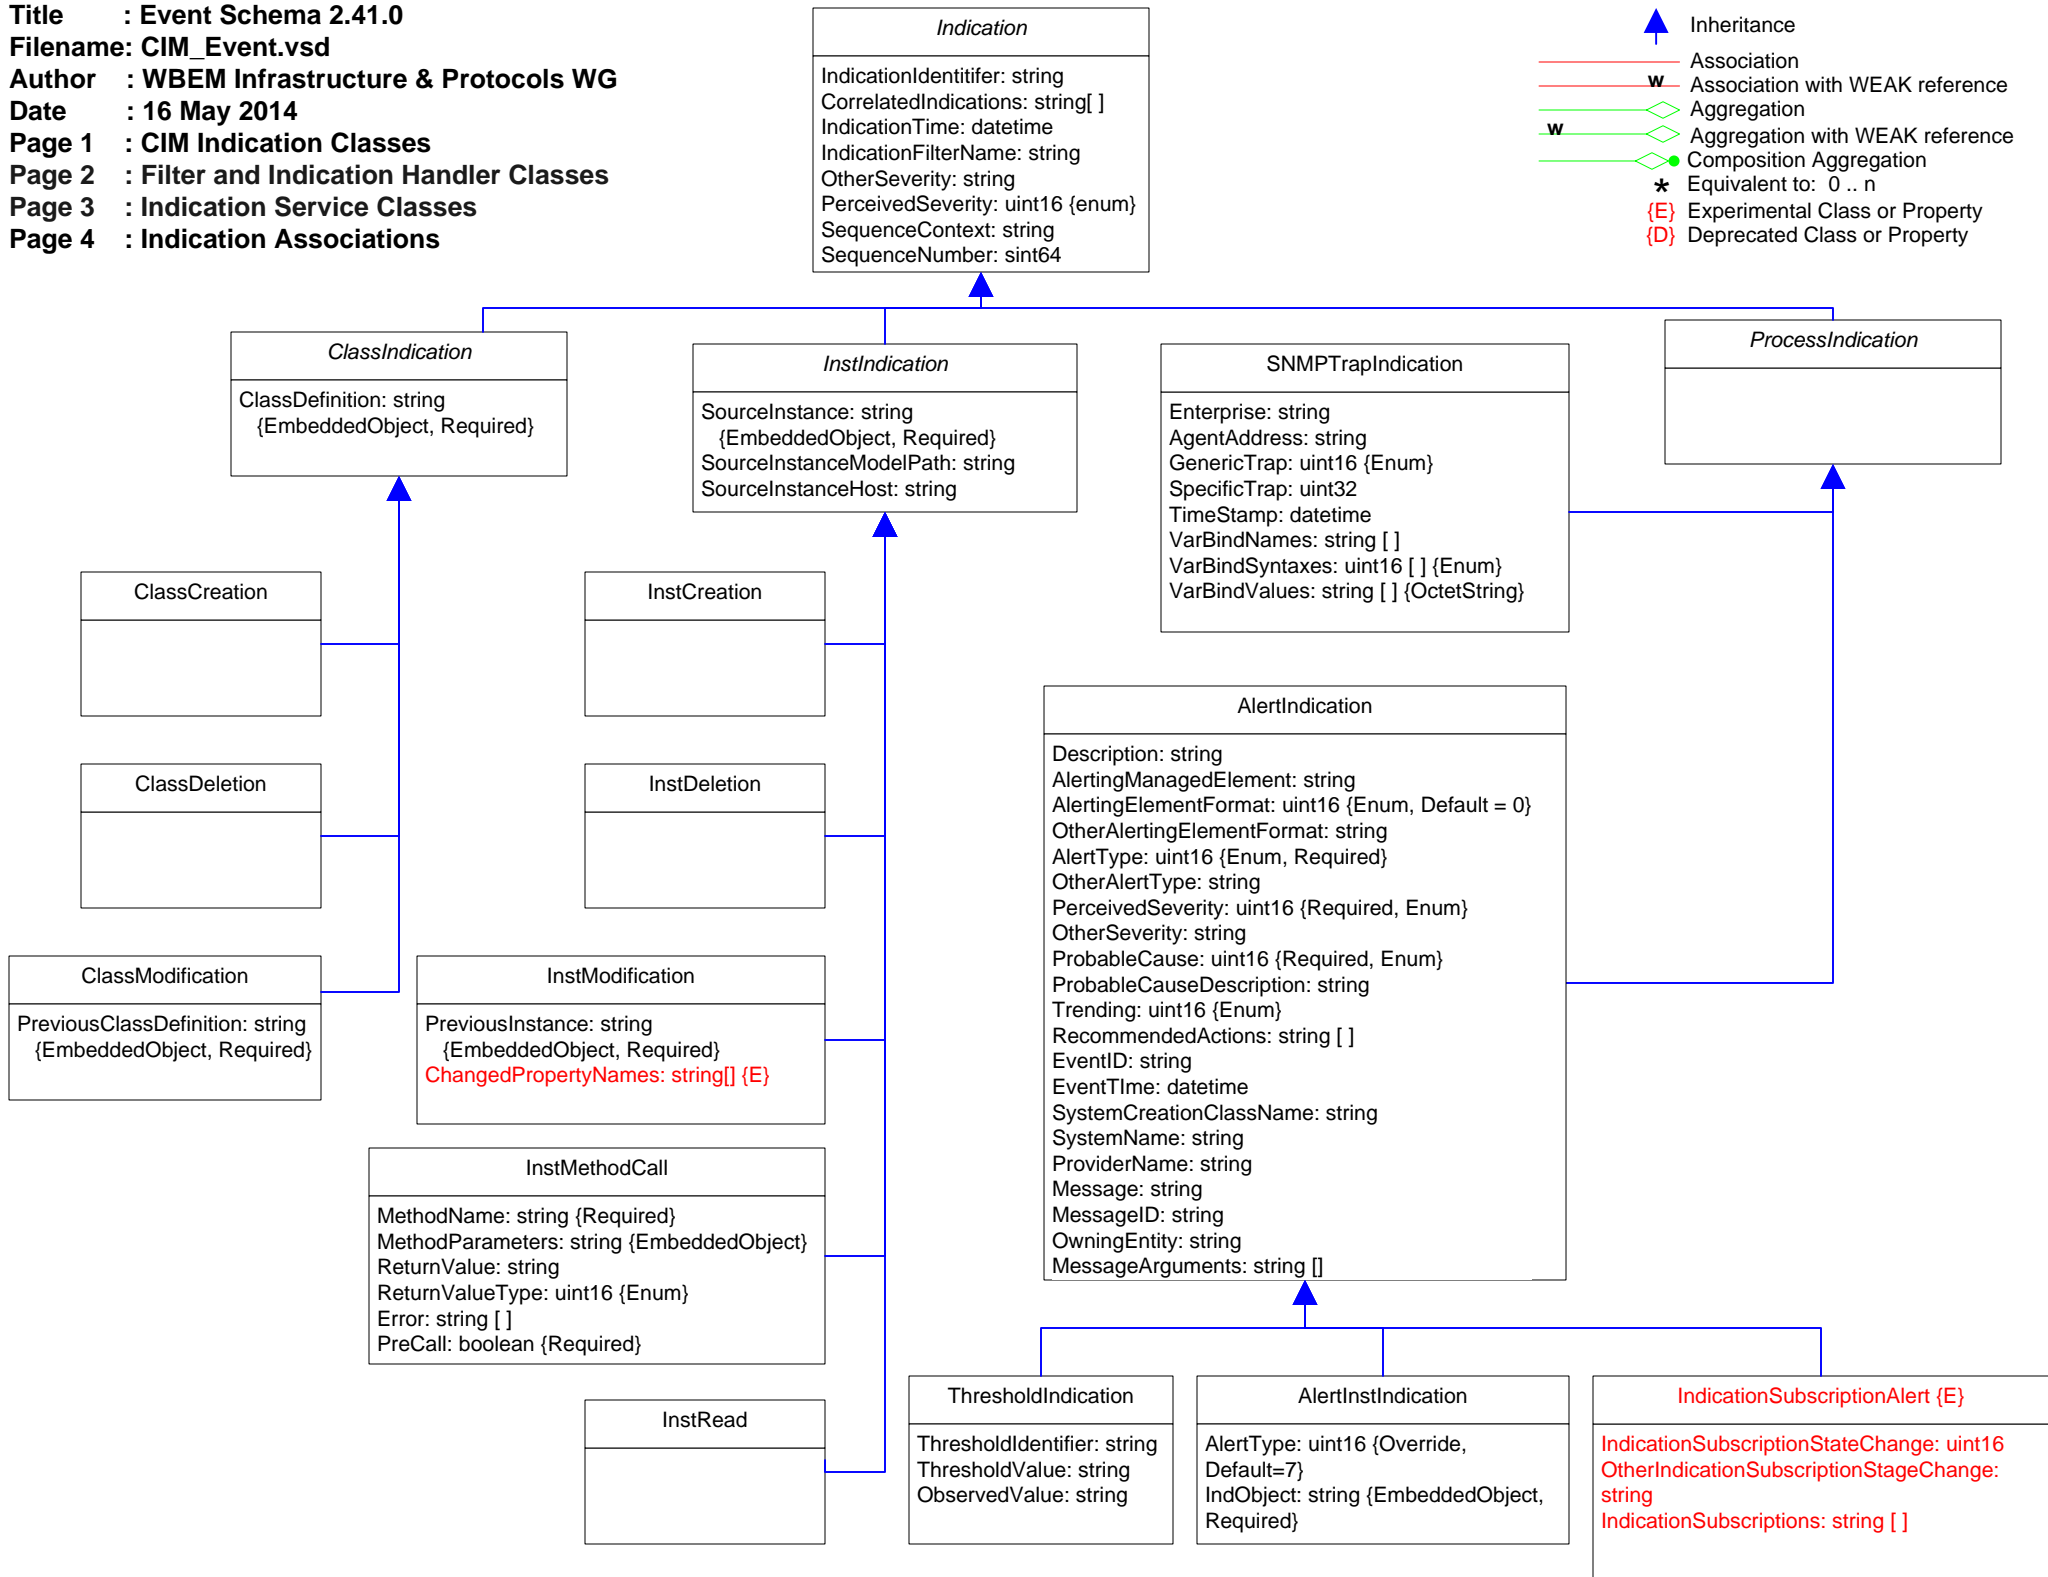 Title : Event Schema 2.41.0
Filename: CIM_Event.vsd
Author : WBEM Infrastructure & Protocols WG
Date : 16 May 2014
Page 1 : CIM Indication Classes
Page 2 : Filter and Indication Handler Classes
Page 3 : Indication Service Classes
Page 4 : Indication Associations
Indication
IndicationIdentitifer: string
CorrelatedIndications: string[ ]
IndicationTime: datetime
IndicationFilterName: string
OtherSeverity: string
PerceivedSeverity: uint16 {enum}
SequenceContext: string
SequenceNumber: sint64
Inheritance
Association
w Association with WEAK reference
Aggregation
w Aggregation with WEAK reference
Composition Aggregation
* Equivalent to: 0 .. n
{E} Experimental Class or Property
{D} Deprecated Class or Property
ClassIndication
ClassDefinition: string
{EmbeddedObject, Required}
InstIndication
SourceInstance: string
{EmbeddedObject, Required}
SourceInstanceModelPath: string
SourceInstanceHost: string
SNMPTrapIndication
Enterprise: string
AgentAddress: string
GenericTrap: uint16 {Enum}
SpecificTrap: uint32
TimeStamp: datetime
VarBindNames: string [ ]
VarBindSyntaxes: uint16 [ ] {Enum}
VarBindValues: string [ ] {OctetString}
ProcessIndication
ClassCreation
InstCreation
ClassDeletion
InstDeletion
AlertIndication
Description: string
AlertingManagedElement: string
AlertingElementFormat: uint16 {Enum, Default = 0}
OtherAlertingElementFormat: string
AlertType: uint16 {Enum, Required}
OtherAlertType: string
PerceivedSeverity: uint16 {Required, Enum}
OtherSeverity: string
ProbableCause: uint16 {Required, Enum}
ProbableCauseDescription: string
Trending: uint16 {Enum}
RecommendedActions: string [ ]
EventID: string
EventTIme: datetime
SystemCreationClassName: string
SystemName: string
ProviderName: string
Message: string
MessageID: string
OwningEntity: string
MessageArguments: string []
ClassModification
PreviousClassDefinition: string
{EmbeddedObject, Required}
InstModification
PreviousInstance: string
{EmbeddedObject, Required}
ChangedPropertyNames: string[] {E}
InstMethodCall
MethodName: string {Required}
MethodParameters: string {EmbeddedObject}
ReturnValue: string
ReturnValueType: uint16 {Enum}
Error: string [ ]
PreCall: boolean {Required}
InstRead
ThresholdIndication
ThresholdIdentifier: string
ThresholdValue: string
ObservedValue: string
AlertInstIndication
AlertType: uint16 {Override,
Default=7}
IndObject: string {EmbeddedObject,
Required}
IndicationSubscriptionAlert {E}
IndicationSubscriptionStateChange: uint16
OtherIndicationSubscriptionStageChange:
string
IndicationSubscriptions: string [ ]